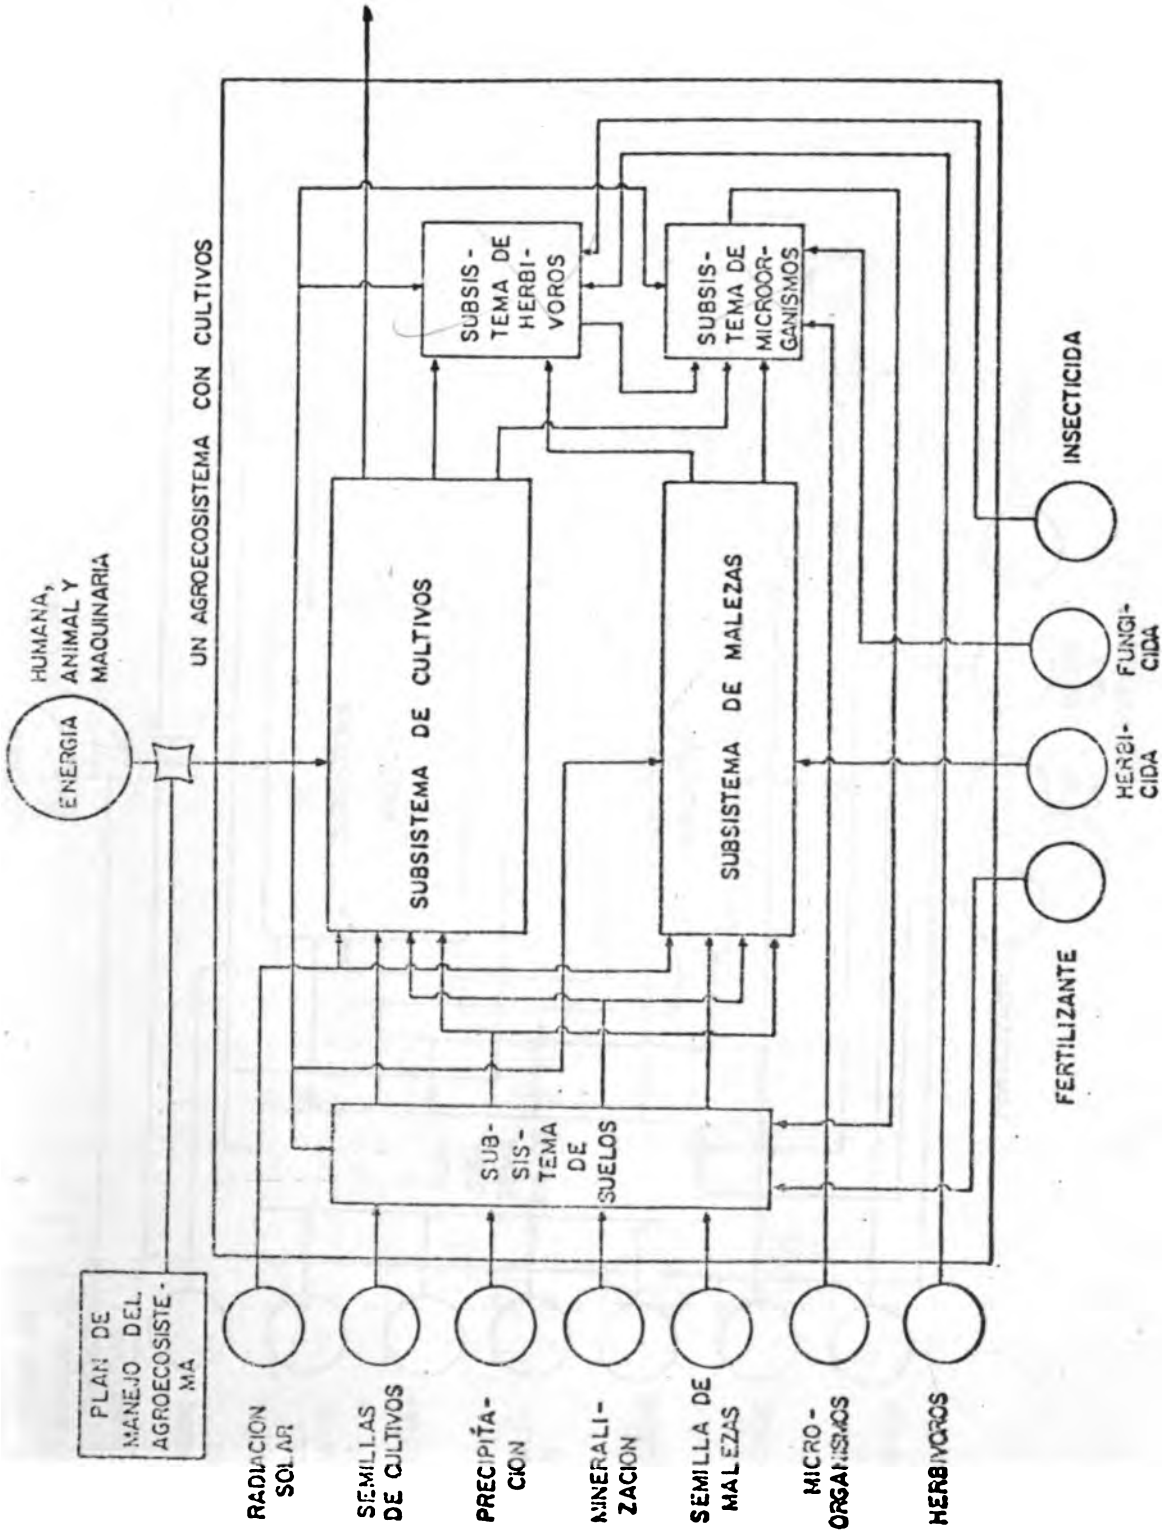 PLAN DE
MANEJO DEL
AGROECOSISTE-
MA
ENERGIA
HUMANA,
ANIMAL Y
MAQUINARIA
UN AGROECOSISTEMA CON CULTIVOS
RADIACION
SOLAR
SEMILLAS
DE CULTIVOS
PRECIPITA-
CION
MINERALI-
ZACION
SEMILLA DE
MALEZAS
MICRO-
ORGANISMOS
HERBIVOROS
SUB-
SIS-
TEMA
DE
SUELOS
SUBSISTEMA DE CULTIVOS
SUBSISTEMA DE MALEZAS
SUBSIS-
TEMA DE
HERBI-
VOROS
SUBSIS-
TEMA DE
MICROOR-
GANISMOS
FERTILIZANTE
HERBI-
CIDA
FUNGI-
CIDA
INSECTICIDA